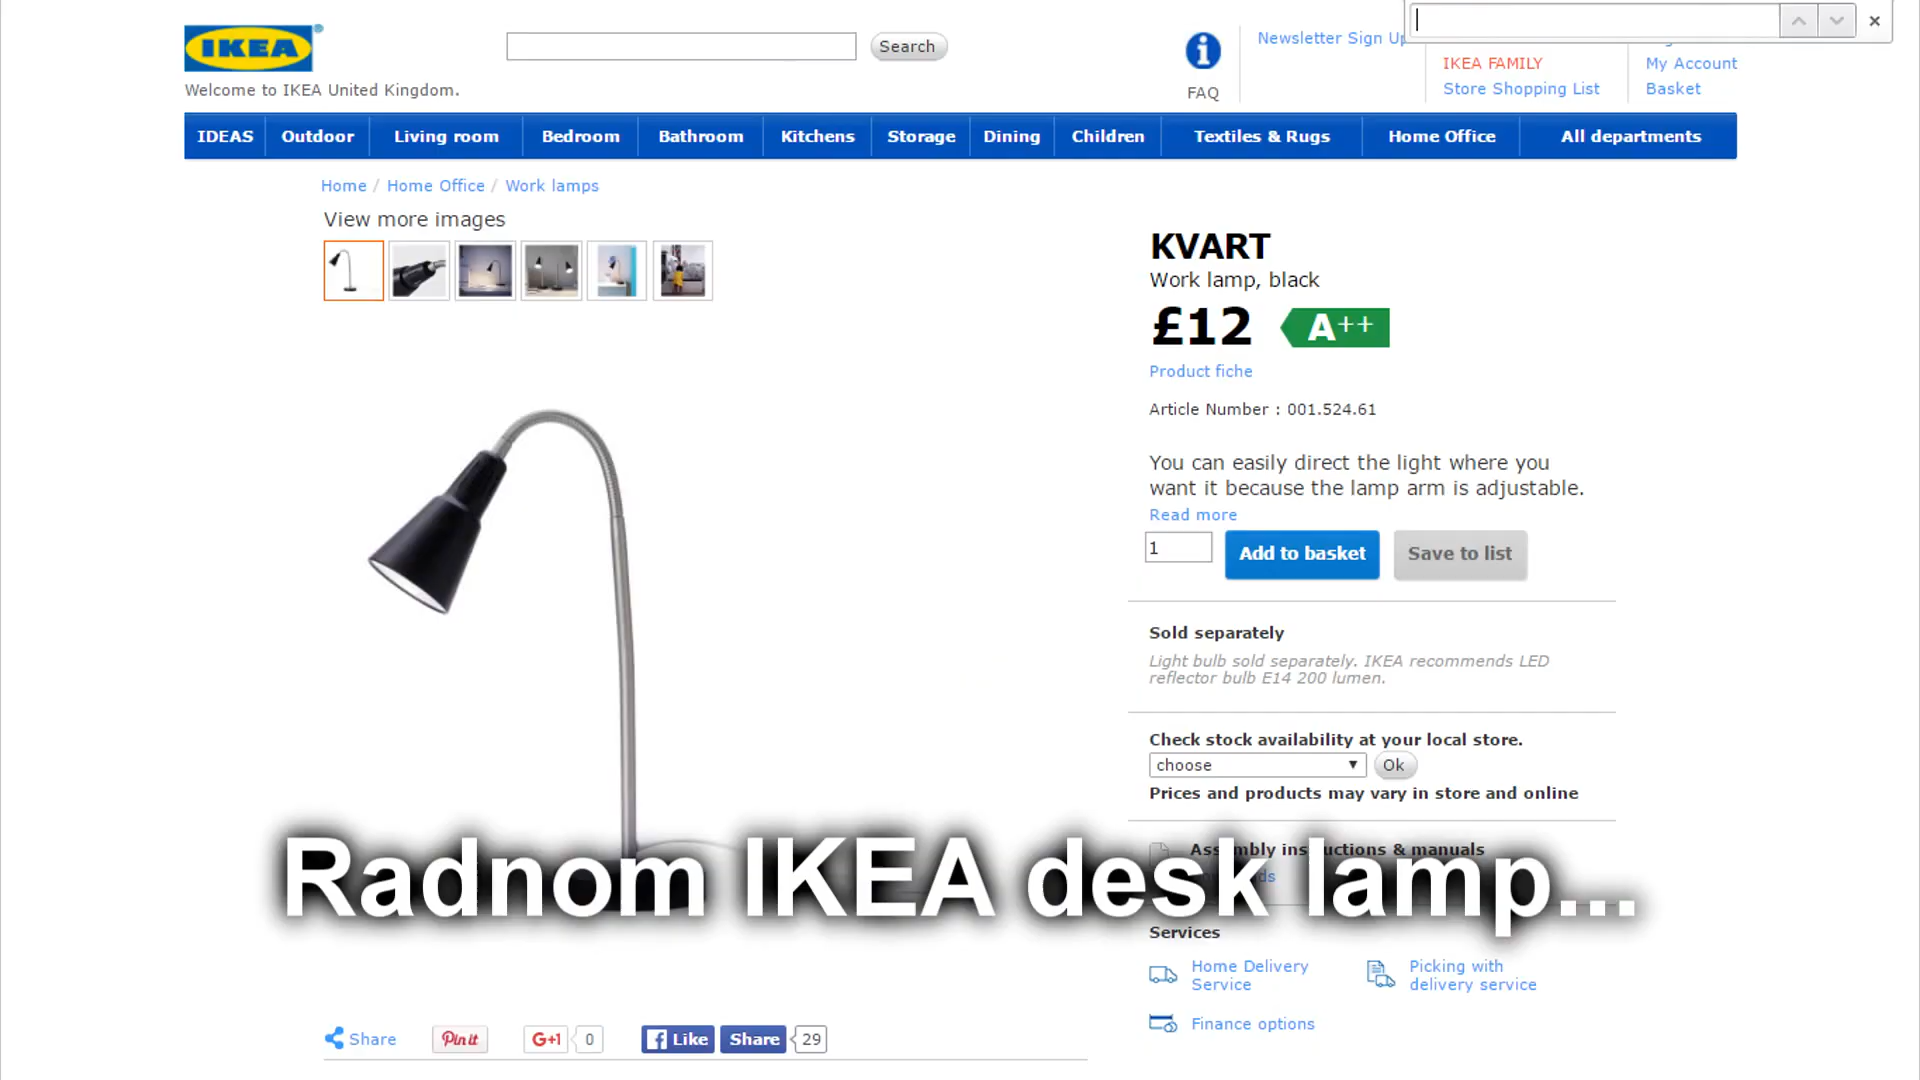 IKEA
®
Welcome to IKEA United Kingdom.
Search
FAQ
Newsletter Sign Up
IKEA FAMILY
Store Shopping List
My Account
Basket
IDEAS
Outdoor
Living room
Bedroom
Bathroom
Kitchens
Storage
Dining
Children
Textiles & Rugs
Home Office
All departments
Home / Home Office / Work lamps
View more images
KVART
Work lamp, black
£12
A++
Product fiche
Article Number : 001.524.61
You can easily direct the light where you
want it because the lamp arm is adjustable.
Read more
1
Add to basket
Save to list
Sold separately
Light bulb sold separately. IKEA recommends LED
reflector bulb E14 200 lumen.
Check stock availability at your local store.
choose
Ok
Prices and products may vary in store and online
Assembly instructions & manuals
Radnom IKEA desk lamp...
Services
Home Delivery
Service
Picking with
delivery service
Finance options
Share
Pin it
G+1
0
Like
Share
29